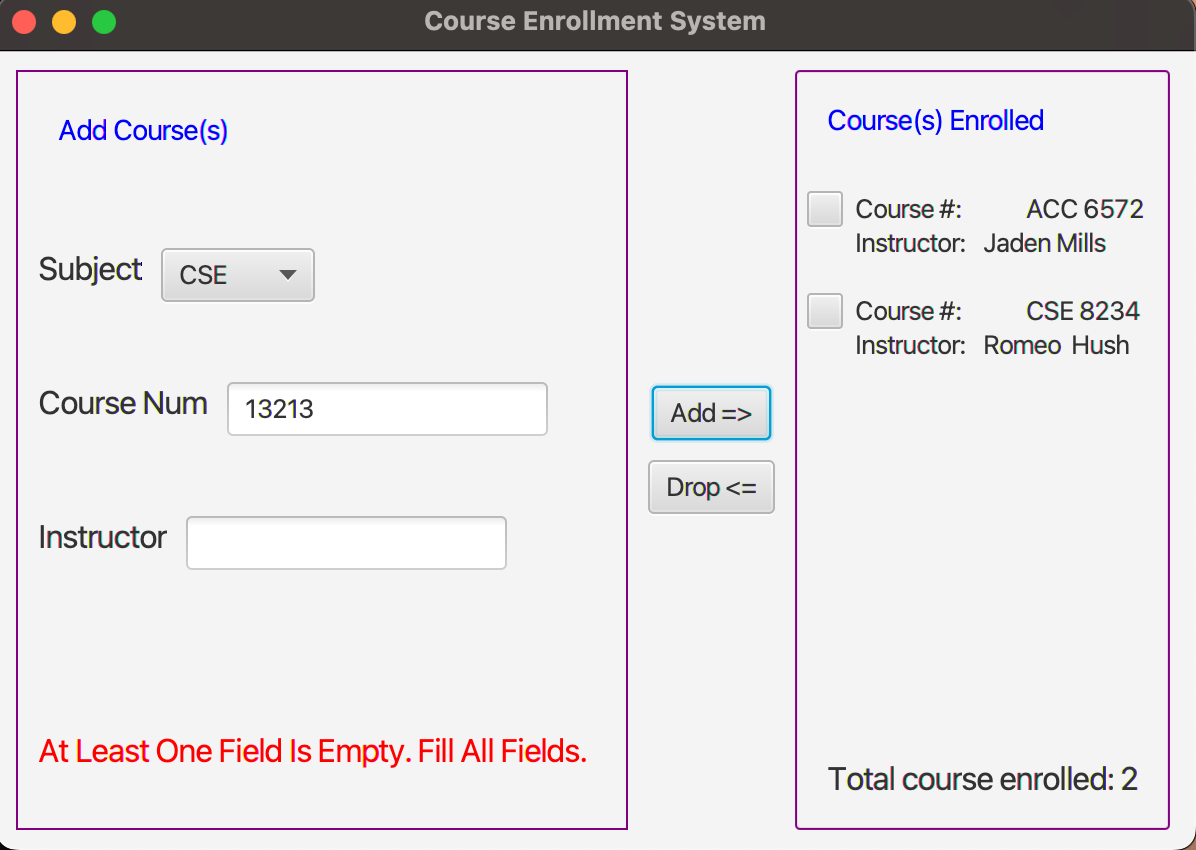 Course Enrollment System
Add Course(s)
Subject CSE
Course Num 13213
Instructor
At Least One Field Is Empty. Fill All Fields.
Add =>
Drop <=
Course(s) Enrolled
Course #: ACC 6572
Instructor: Jaden Mills
Course #: CSE 8234
Instructor: Romeo Hush
Total course enrolled: 2